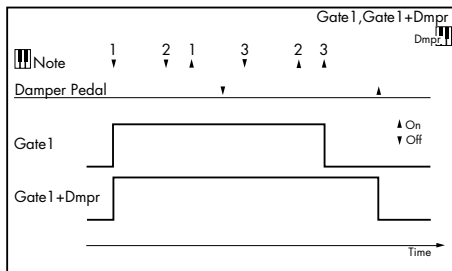 Gate1,Gate1+Dmpr
Dmpr
1 2 1 3 2 3
Note
Damper Pedal
On
Off
Gate1
Gate1+Dmpr
Time